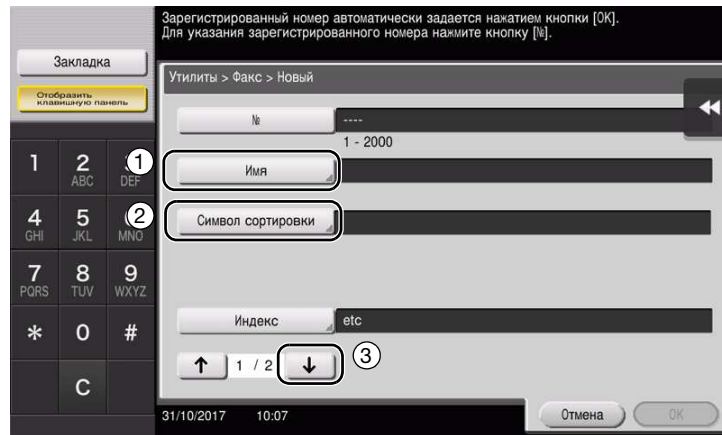 Зарегистрированный номер автоматически задается нажатием кнопки [OK].
Для указания зарегистрированного номера нажмите кнопку [№].
Закладка
Отобразить
клавишную панель
Утилиты > Факс > Новый
№
----
1 - 2000
1
Имя
2
Символ сортировки
Индекс
etc
1 / 2
3
1
2
ABC
DEF
4
GHI
5
JKL
MNO
7
PQRS
8
TUV
9
WXYZ
*
0
#
C
31/10/2017 10:07
Отмена
OK